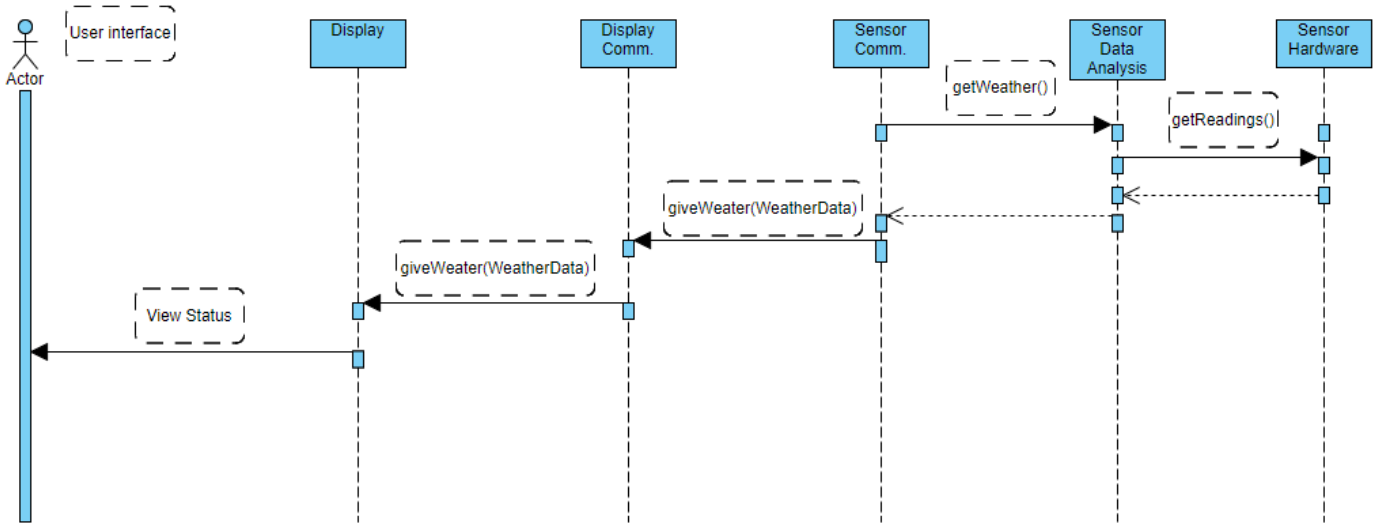 User interface
Actor
Display
Display
Comm.
Sensor
Comm.
Sensor
Data
Analysis
Sensor
Hardware
getWeather()
getReadings()
giveWeater(WeatherData)
giveWeater(WeatherData)
View Status